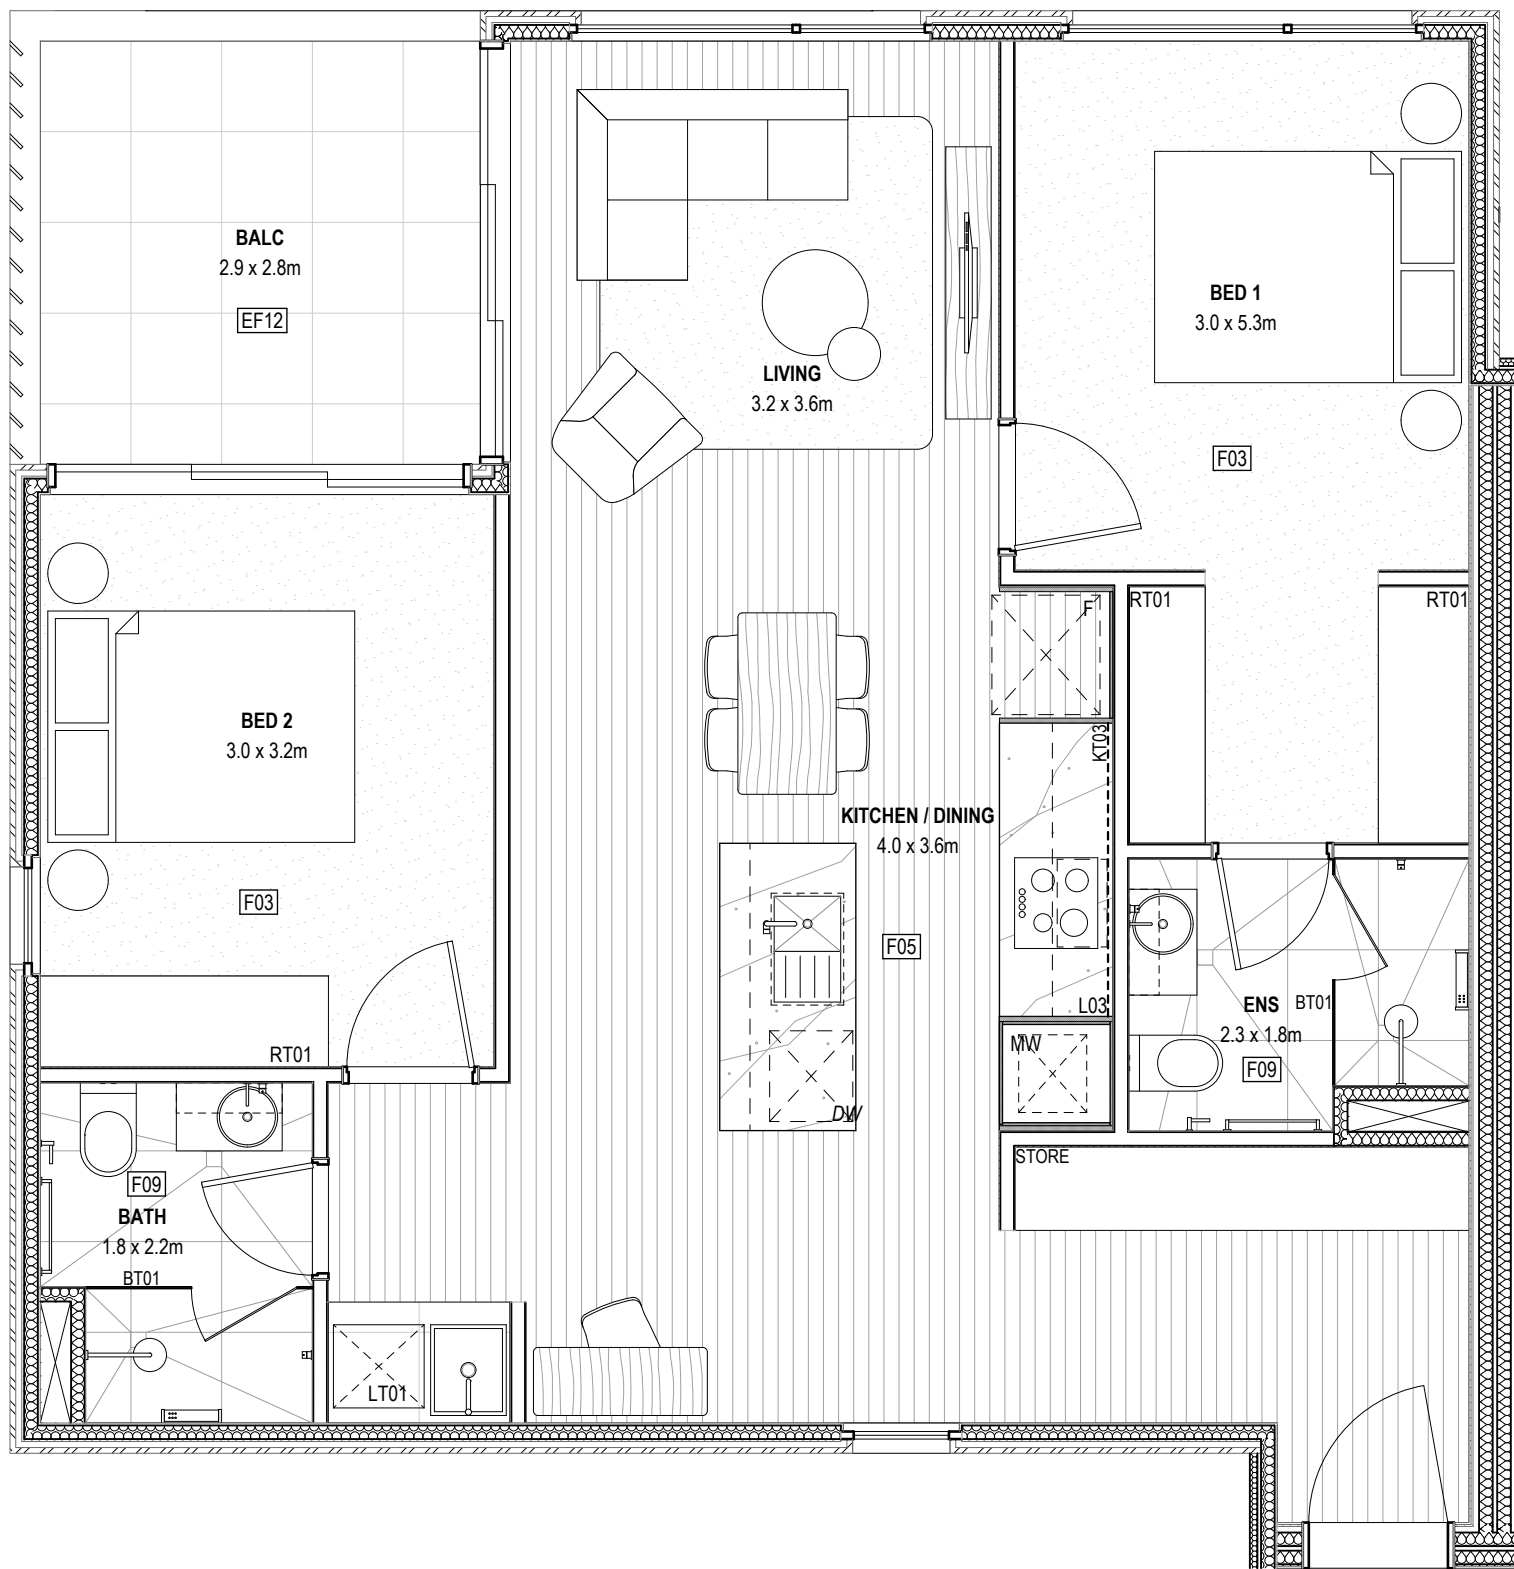 BALC
2.9 x 2.8m
EF12
LIVING
3.2 x 3.6m
BED 1
3.0 x 5.3m
F03
RT01
RT01
F
KT03
BED 2
3.0 x 3.2m
F03
RT01
KITCHEN / DINING
4.0 x 3.6m
F05
L03
MW
DW
ENS
2.3 x 1.8m
BT01
F09
STORE
F09
BATH
1.8 x 2.2m
BT01
LT01